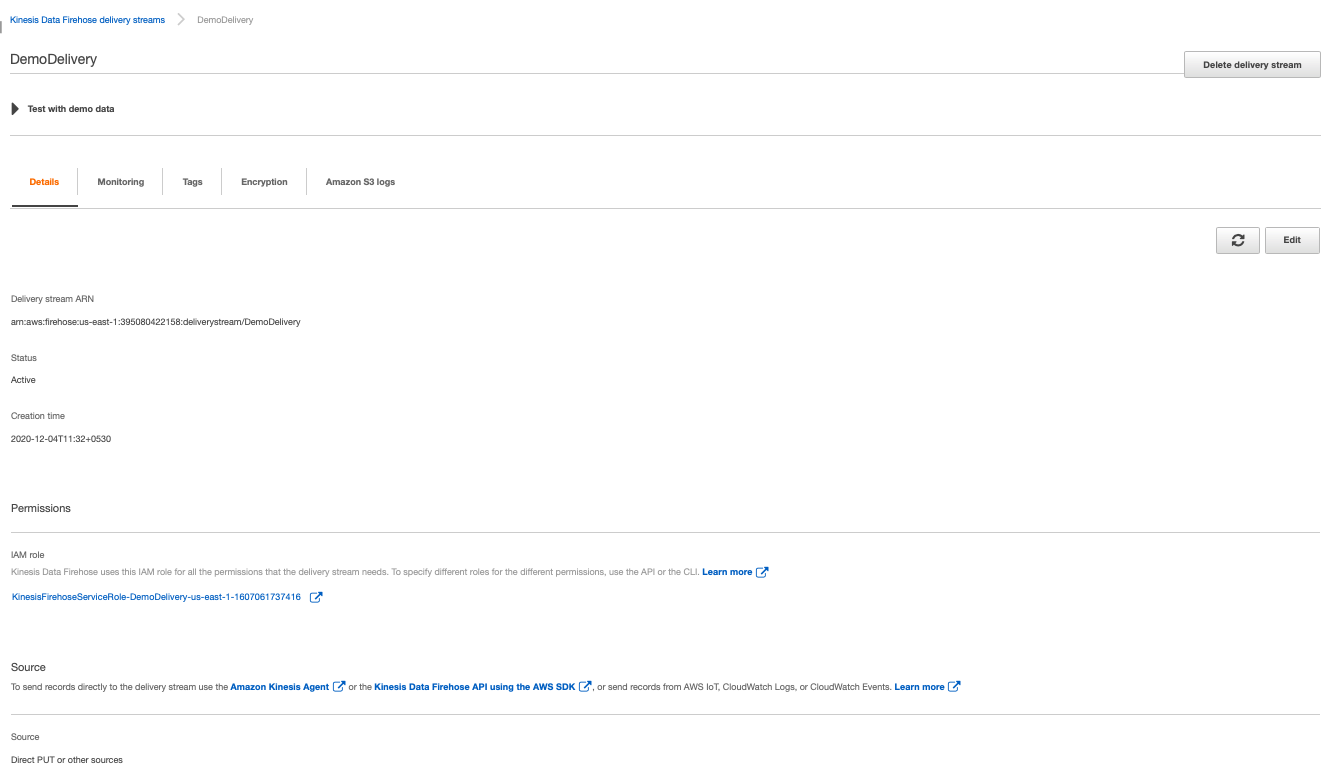 Kinesis Data Firehose delivery streams DemoDelivery
DemoDelivery
Delete delivery stream
Test with demo data
Details Monitoring Tags Encryption Amazon S3 logs
Edit
Delivery stream ARN
arn:aws:firehose:us-east-1:395080422158:deliverystream/DemoDelivery
Status
Active
Creation time
2020-12-04T11:32+0530
Permissions
IAM role
Kinesis Data Firehose uses this IAM role for all the permissions that the delivery stream needs. To specify different roles for the different permissions, use the API or the CLI. Learn more
KinesisFirehoseServiceRole-DemoDelivery-us-east-1-1607061737416
Source
To send records directly to the delivery stream use the Amazon Kinesis Agent or the Kinesis Data Firehose API using the AWS SDK, or send records from AWS IoT, CloudWatch Logs, or CloudWatch Events. Learn more
Source
Direct PUT or other sources